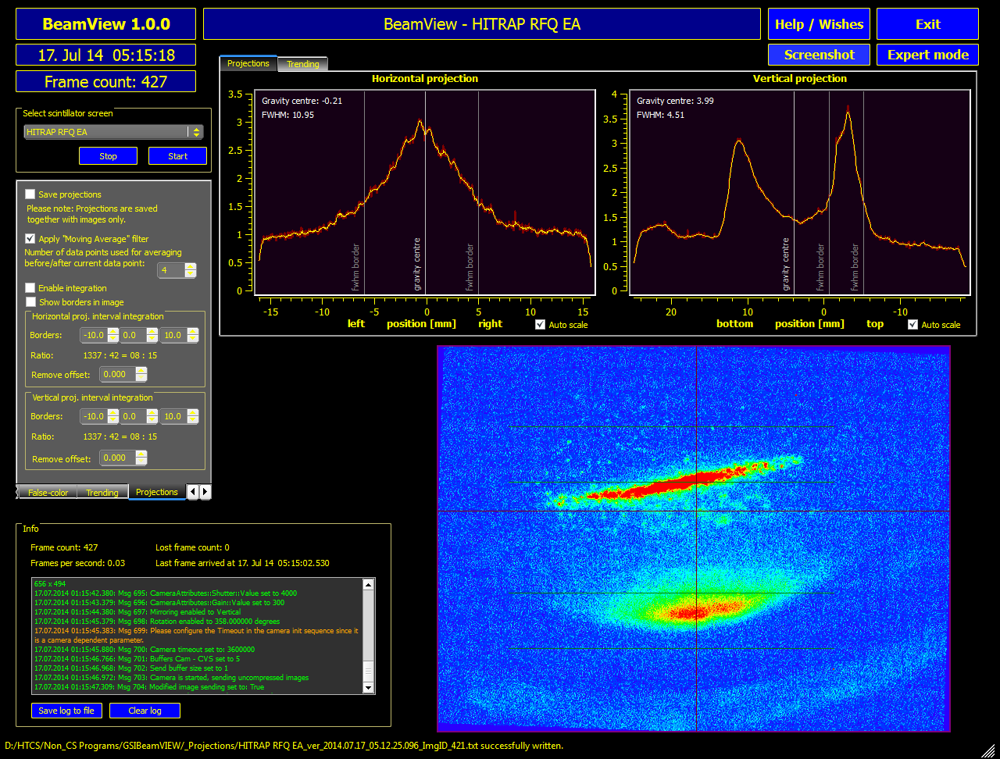 BeamView 1.0.0
BeamView - HITRAP RFQ EA
Help / Wishes
Exit
17. Jul 14 05:15:18
Screenshot
Expert mode
Frame count: 427
Projections
Trending
Select scintillator screen
HITRAP RFQ EA
Stop
Start
Save projections
Please note: Projections are saved
together with images only.
Apply "Moving Average" filter
Number of data points used for averaging
before/after current data point:
4
Enable integration
Show borders in image
Horizontal proj. interval integration
Borders: -10.0 0.0 10.0
Ratio: 1337 : 42 = 08 : 15
Remove offset: 0.000
Vertical proj. interval integration
Borders: -10.0 0.0 10.0
Ratio: 1337 : 42 = 08 : 15
Remove offset: 0.000
False-color
Trending
Projections
Horizontal projection
Gravity centre: -0.21
FWHM: 10.95
3.5
3
2.5
2
1.5
1
0.5
0
fwhm border
gravity centre
fwhm border
-15 -10 -5 0 5 10 15
left position [mm] right
Auto scale
Vertical projection
Gravity centre: 3.99
FWHM: 4.51
4
3.5
3
2.5
2
1.5
1
0.5
0
gravity centre
fwhm border
fwhm border
20 10 0 -10
bottom position [mm] top
Auto scale
Info
Frame count: 427
Lost frame count: 0
Frames per second: 0.03
Last frame arrived at 17. Jul 14 05:15:02.530
656 x 494
17.07.2014 01:15:42.380: Msg 695: CameraAttributes::Shutter::Value set to 4000
17.07.2014 01:15:43.379: Msg 696: CameraAttributes::Gain::Value set to 300
17.07.2014 01:15:44.380: Msg 697: Mirroring enabled to Vertical
17.07.2014 01:15:45.379: Msg 698: Rotation enabled to 358.000000 degrees
17.07.2014 01:15:45.383: Msg 699: Please configure the Timeout in the camera init sequence since it
is a camera dependent parameter.
17.07.2014 01:15:45.880: Msg 700: Camera timeout set to: 3600000
17.07.2014 01:15:46.766: Msg 701: Buffers Cam - CVS set to 5
17.07.2014 01:15:46.968: Msg 702: Send buffer size set to 1
17.07.2014 01:15:46.972: Msg 703: Camera is started, sending uncompressed images
17.07.2014 01:15:47.309: Msg 704: Modified image sending set to: True
Save log to file
Clear log
D:/HTCS/Non_CS Programs/GSIBeamVIEW/_Projections/HITRAP RFQ EA_ver_2014.07.17_05.12.25.096_ImgID_421.txt successfully written.